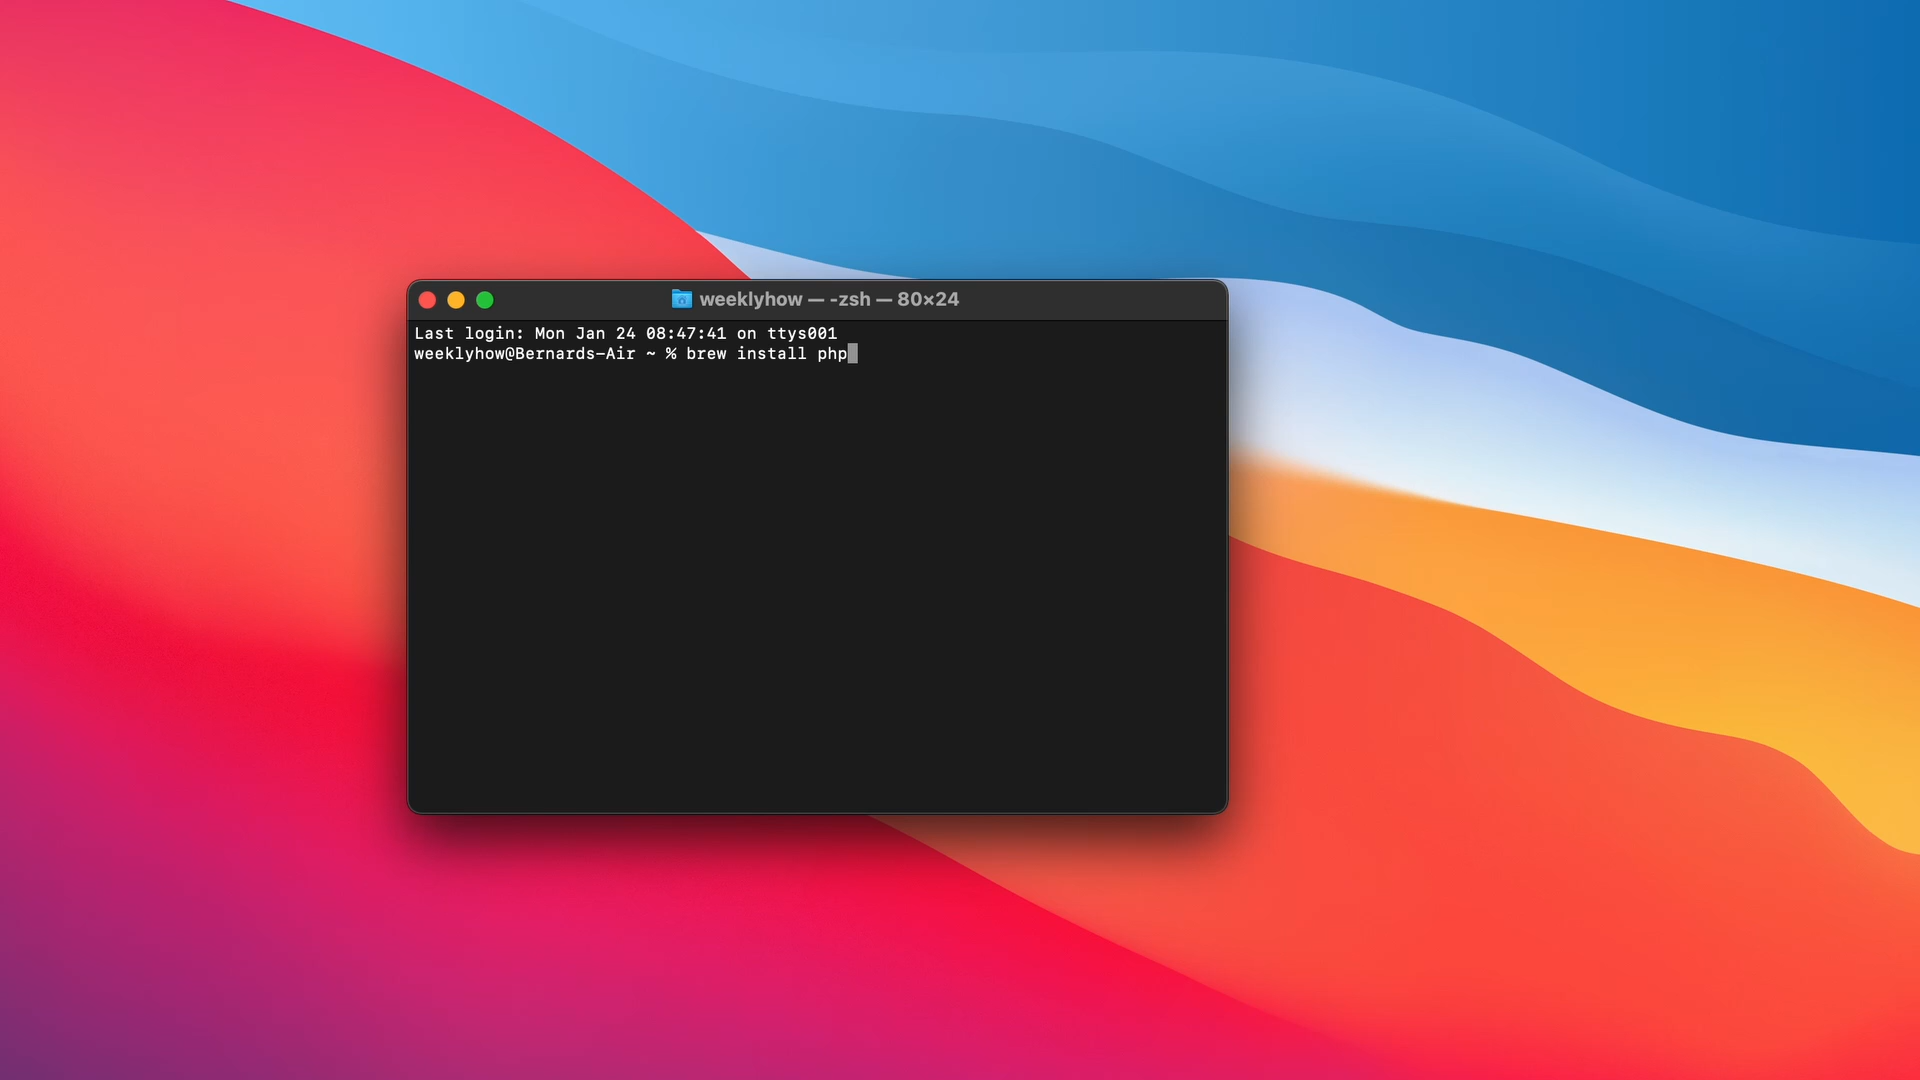 weeklyhow — -zsh — 80×24
Last login: Mon Jan 24 08:47:41 on ttys001
weeklyhow@Bernards-Air ~ % brew install php